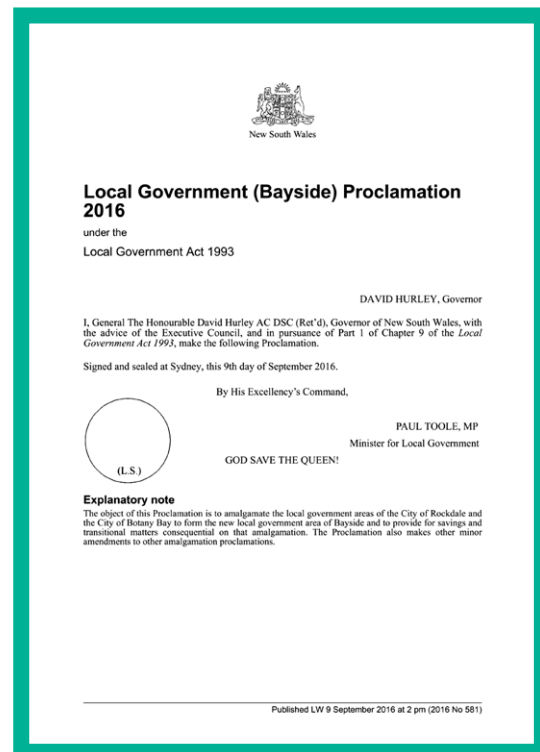 New South Wales
Local Government (Bayside) Proclamation
2016
under the
Local Government Act 1993
DAVID HURLEY, Governor
I, General The Honourable David Hurley AC DSC (Ret'd), Governor of New South Wales, with
the advice of the Executive Council, and in pursuance of Part 1 of Chapter 9 of the Local
Government Act 1993, make the following Proclamation.
Signed and sealed at Sydney, this 9th day of September 2016.
By His Excellency's Command,
PAUL TOOLE, MP
Minister for Local Government
(L.S.)
GOD SAVE THE QUEEN!
Explanatory note
The object of this Proclamation is to amalgamate the local government areas of the City of Rockdale and
the City of Botany Bay to form the new local government area of Bayside and to provide for savings and
transitional matters consequential on that amalgamation. The Proclamation also makes other minor
amendments to other amalgamation proclamations.
Published LW 9 September 2016 at 2 pm (2016 No 581)